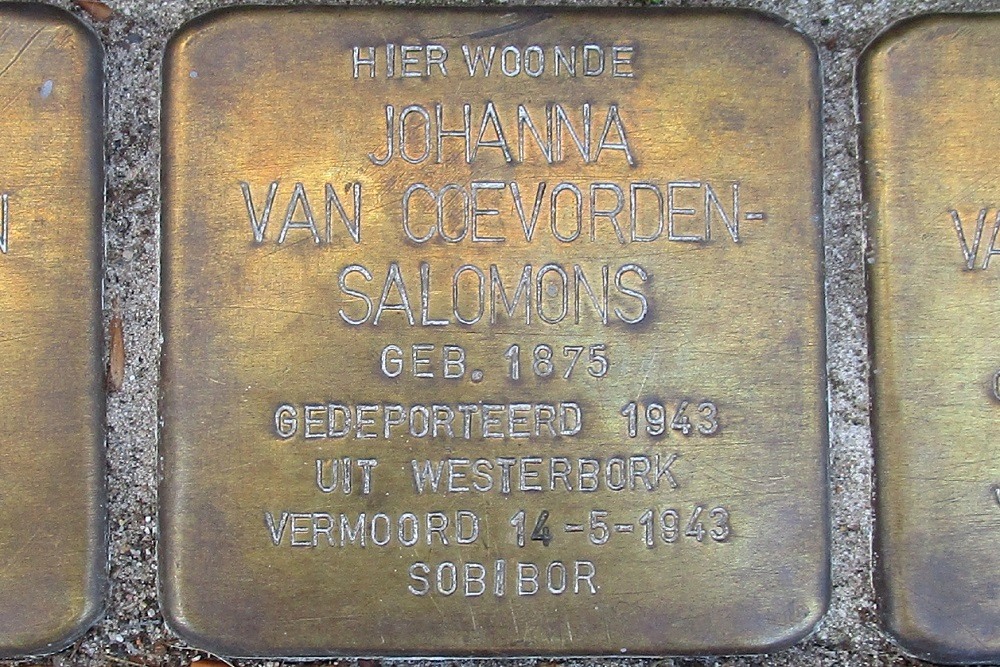 HIER WOONDE
JOHANNA
VAN COEVORDEN-
SALOMONS
GEB. 1875
GEDEPORTEERD 1943
UIT WESTERBORK
VERMOORD 14-5-1943
SOBIBOR